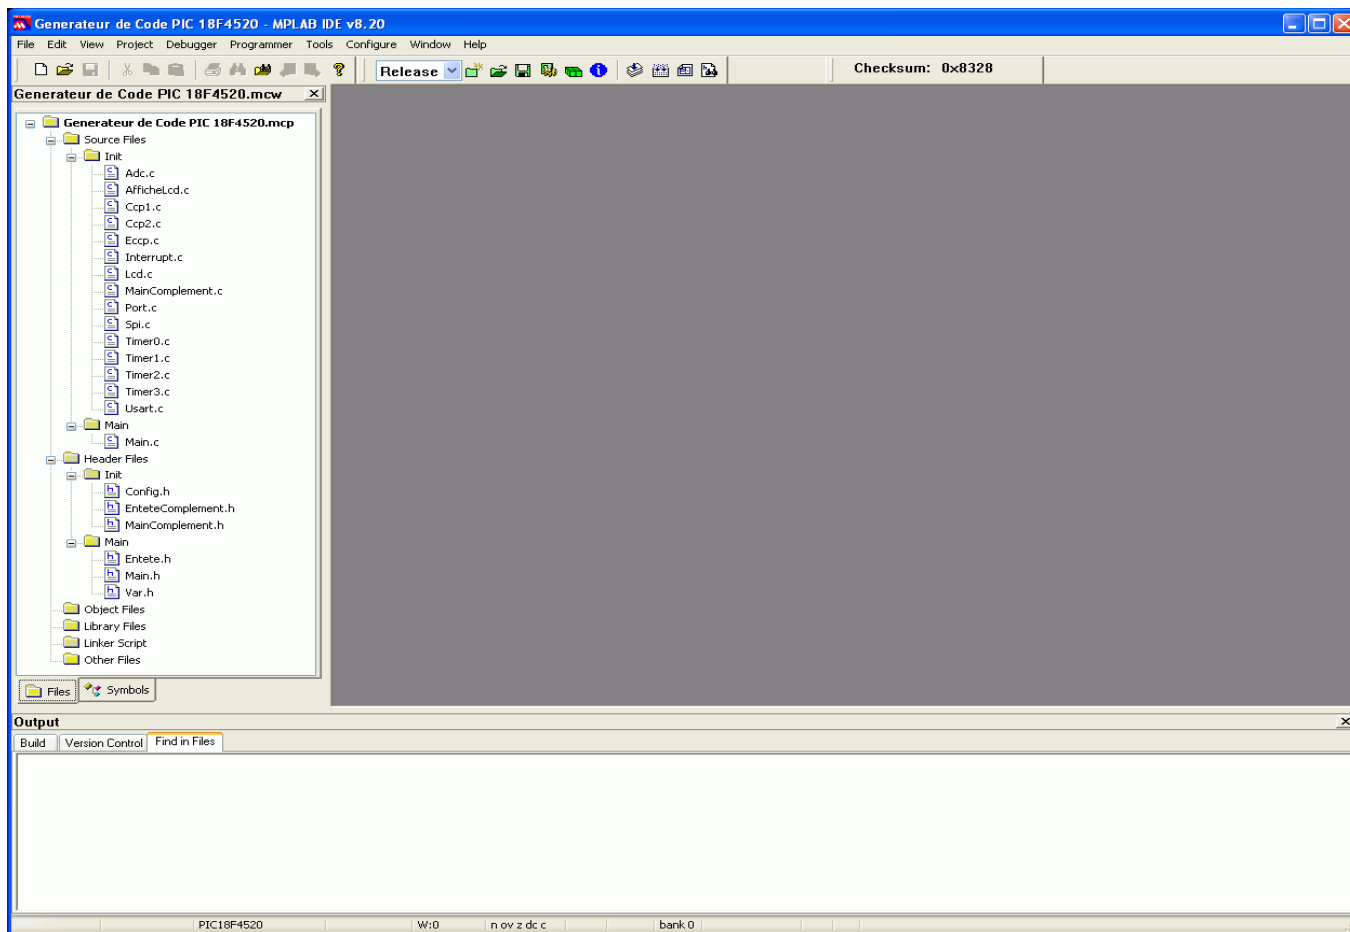 Generateur de Code PIC 18F4520 - MPLAB IDE v8.20
File Edit View Project Debugger Programmer Tools Configure Window Help
Release Checksum: 0x8328
Generateur de Code PIC 18F4520.mcw
Generateur de Code PIC 18F4520.mcp
Source Files
Init
Adc.c
AfficheLcd.c
Ccp1.c
Ccp2.c
Eccp.c
Interrupt.c
Lcd.c
MainComplement.c
Port.c
Spi.c
Timer0.c
Timer1.c
Timer2.c
Timer3.c
Usart.c
Main
Main.c
Header Files
Init
Config.h
EnteteComplement.h
MainComplement.h
Main
Entete.h
Main.h
Var.h
Object Files
Library Files
Linker Script
Other Files
Files Symbols
Output
Build Version Control Find in Files
PIC18F4520 W:0 n ov z dc c bank 0